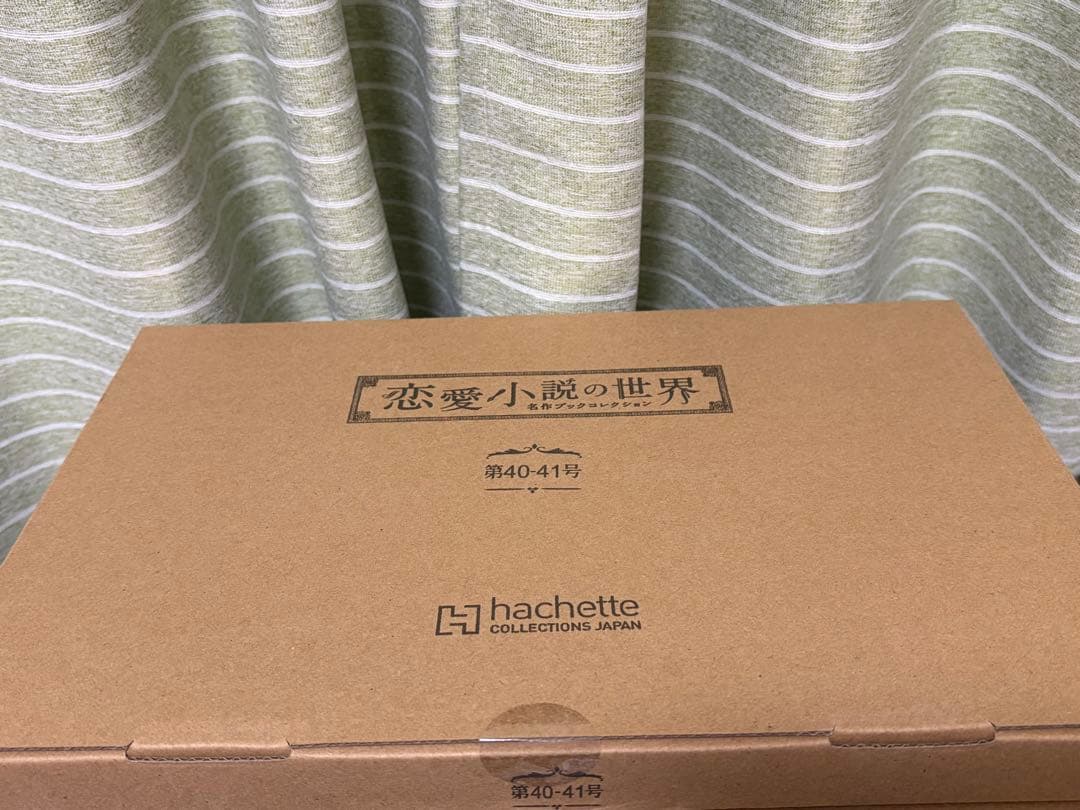 恋愛小説の世界
名作ブックコレクション
第40-41号
hachette
COLLECTIONS JAPAN
第40-41号